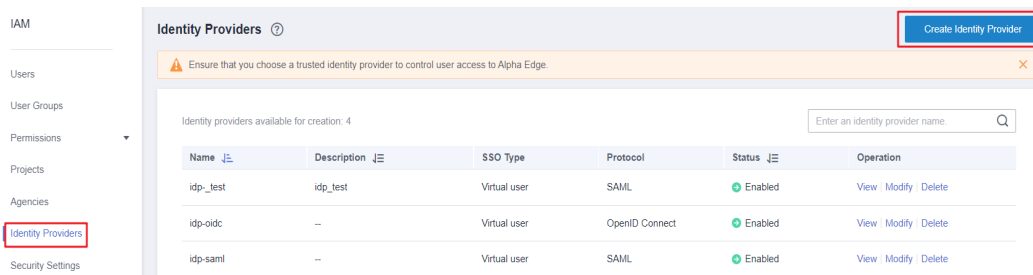 IAM
Users
User Groups
Permissions
Projects
Agencies
Identity Providers
Security Settings
Identity Providers ?
Create Identity Provider
Ensure that you choose a trusted identity provider to control user access to Alpha Edge.
Identity providers available for creation: 4
Enter an identity provider name.
Name Description SSO Type Protocol Status Operation
idp-_test idp_test Virtual user SAML Enabled View | Modify | Delete
idp-oidc -- Virtual user OpenID Connect Enabled View | Modify | Delete
idp-saml -- Virtual user SAML Enabled View | Modify | Delete